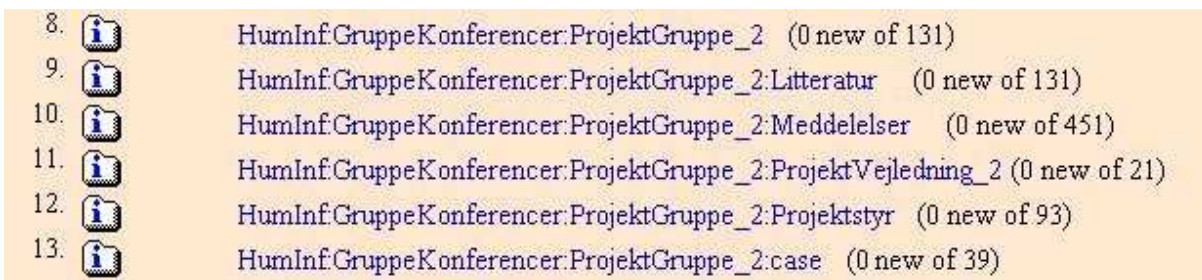 8. HumInf:GruppeKonferencer:ProjektGruppe_2 (0 new of 131)
9. HumInf:GruppeKonferencer:ProjektGruppe_2:Litteratur (0 new of 131)
10. HumInf:GruppeKonferencer:ProjektGruppe_2:Meddelelser (0 new of 451)
11. HumInf:GruppeKonferencer:ProjektGruppe_2:ProjektVejledning_2 (0 new of 21)
12. HumInf:GruppeKonferencer:ProjektGruppe_2:Projektstyr (0 new of 93)
13. HumInf:GruppeKonferencer:ProjektGruppe_2:case (0 new of 39)